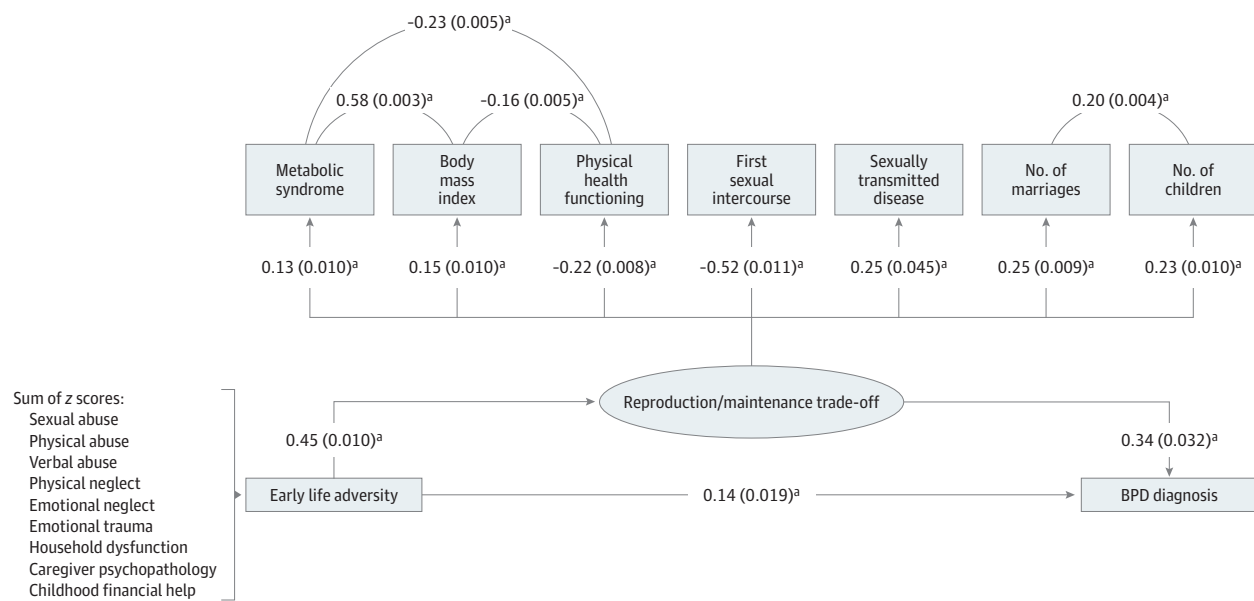 -0.23 (0.005)ᵃ
0.58 (0.003)ᵃ
-0.16 (0.005)ᵃ
0.20 (0.004)ᵃ
Metabolic
syndrome
Body
mass
index
Physical
health
functioning
First
sexual
intercourse
Sexually
transmitted
disease
No. of
marriages
No. of
children
0.13 (0.010)ᵃ
0.15 (0.010)ᵃ
-0.22 (0.008)ᵃ
-0.52 (0.011)ᵃ
0.25 (0.045)ᵃ
0.25 (0.009)ᵃ
0.23 (0.010)ᵃ
Reproduction/maintenance trade-off
Sum of z scores:
Sexual abuse
Physical abuse
Verbal abuse
Physical neglect
Emotional neglect
Emotional trauma
Household dysfunction
Caregiver psychopathology
Childhood financial help
0.45 (0.010)ᵃ
0.34 (0.032)ᵃ
Early life adversity
0.14 (0.019)ᵃ
BPD diagnosis